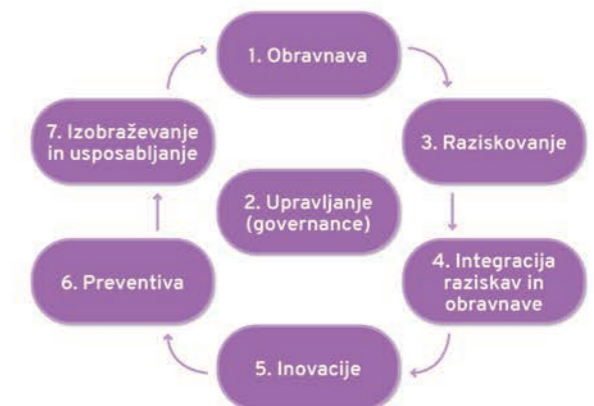 1. Obravnava
7. Izobraževanje
in usposabljanje
3. Raziskovanje
2. Upravljanje
(governance)
6. Preventiva
4. Integracija
raziskav in
obravnave
5. Inovacije